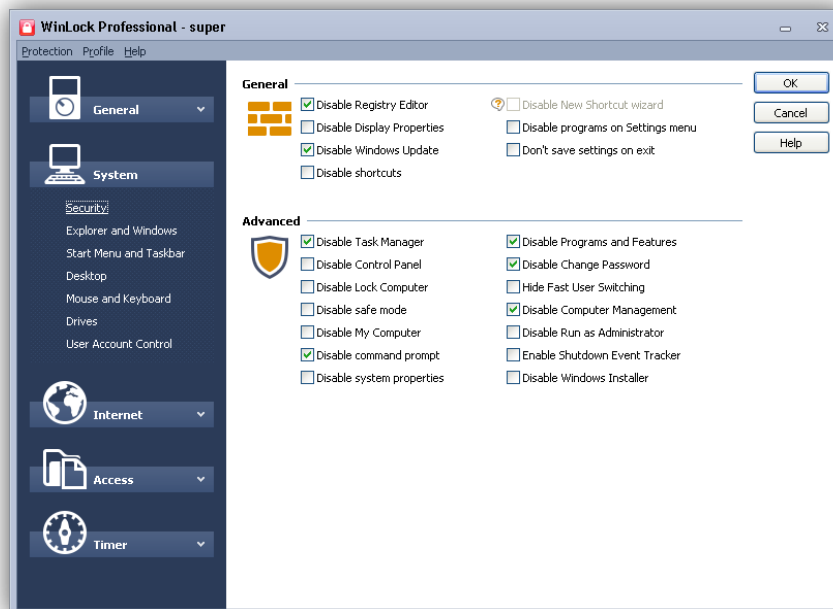 WinLock Professional - super
Protection Profile Help
General
System
Security
Explorer and Windows
Start Menu and Taskbar
Desktop
Mouse and Keyboard
Drives
User Account Control
Internet
Access
Timer
General
Disable Registry Editor
Disable Display Properties
Disable Windows Update
Disable shortcuts
Disable New Shortcut wizard
Disable programs on Settings menu
Don't save settings on exit
Advanced
Disable Task Manager
Disable Control Panel
Disable Lock Computer
Disable safe mode
Disable My Computer
Disable command prompt
Disable system properties
Disable Programs and Features
Disable Change Password
Hide Fast User Switching
Disable Computer Management
Disable Run as Administrator
Enable Shutdown Event Tracker
Disable Windows Installer
OK
Cancel
Help